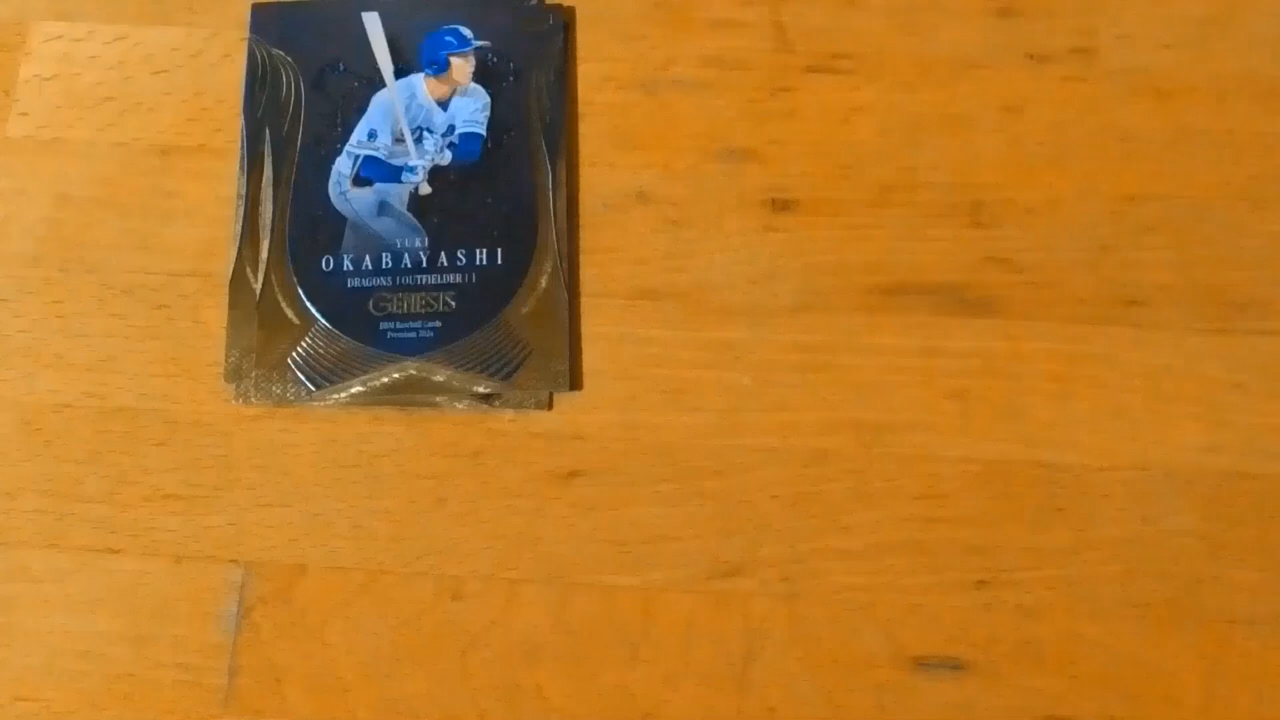 YUKI
OKABAYASHI
DRAGONS | OUTFIELDER | 1
GENESIS
BBM Baseball Cards
Premium 2024